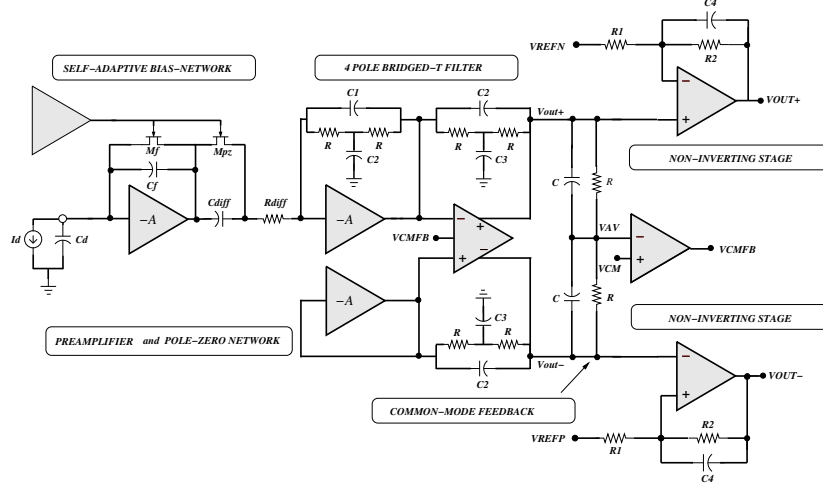 C4
R1
VREFN
R2
SELF-ADAPTIVE BIAS-NETWORK
4 POLE BRIDGED-T FILTER
−
+
VOUT+
C1
C2
Vout+
R
R
R
R
Mf
Mpz
C2
C3
NON-INVERTING STAGE
Cf
C
R
Cdiff
Rdiff
−A
−A
−
+
VCMFB
−
+
VAV
−
+
VCM
VCMFB
Id
Cd
−A
C3
C
R
R
R
NON-INVERTING STAGE
PREAMPLIFIER and POLE-ZERO NETWORK
C2
Vout−
−
+
VOUT−
COMMON-MODE FEEDBACK
R2
VREFP
R1
C4